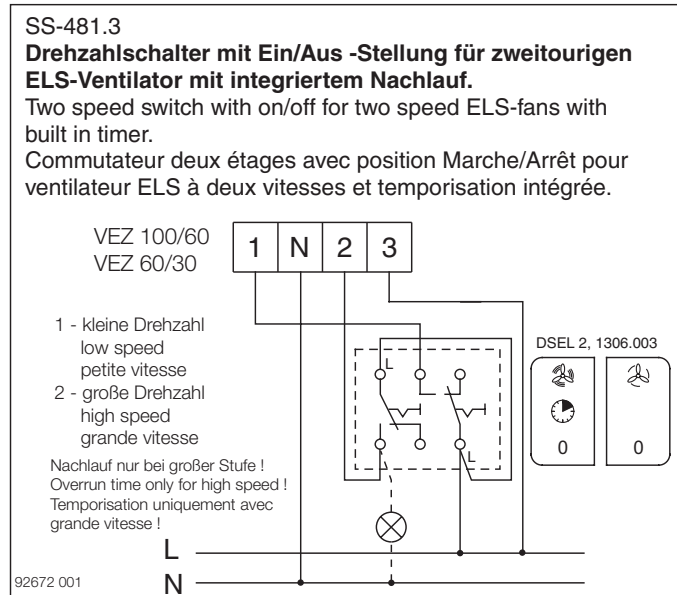 SS-481.3
Drehzahlschalter mit Ein/Aus -Stellung für zweitourigen
ELS-Ventilator mit integriertem Nachlauf.
Two speed switch with on/off for two speed ELS-fans with
built in timer.
Commutateur deux étages avec position Marche/Arrêt pour
ventilateur ELS à deux vitesses et temporisation intégrée.
VEZ 100/60
VEZ 60/30
1 N 2 3
1 - kleine Drehzahl
low speed
petite vitesse
2 - große Drehzahl
high speed
grande vitesse
Nachlauf nur bei großer Stufe !
Overrun time only for high speed !
Temporisation uniquement avec
grande vitesse !
DSEL 2, 1306.003
L
L
0 0
L
N
92672 001